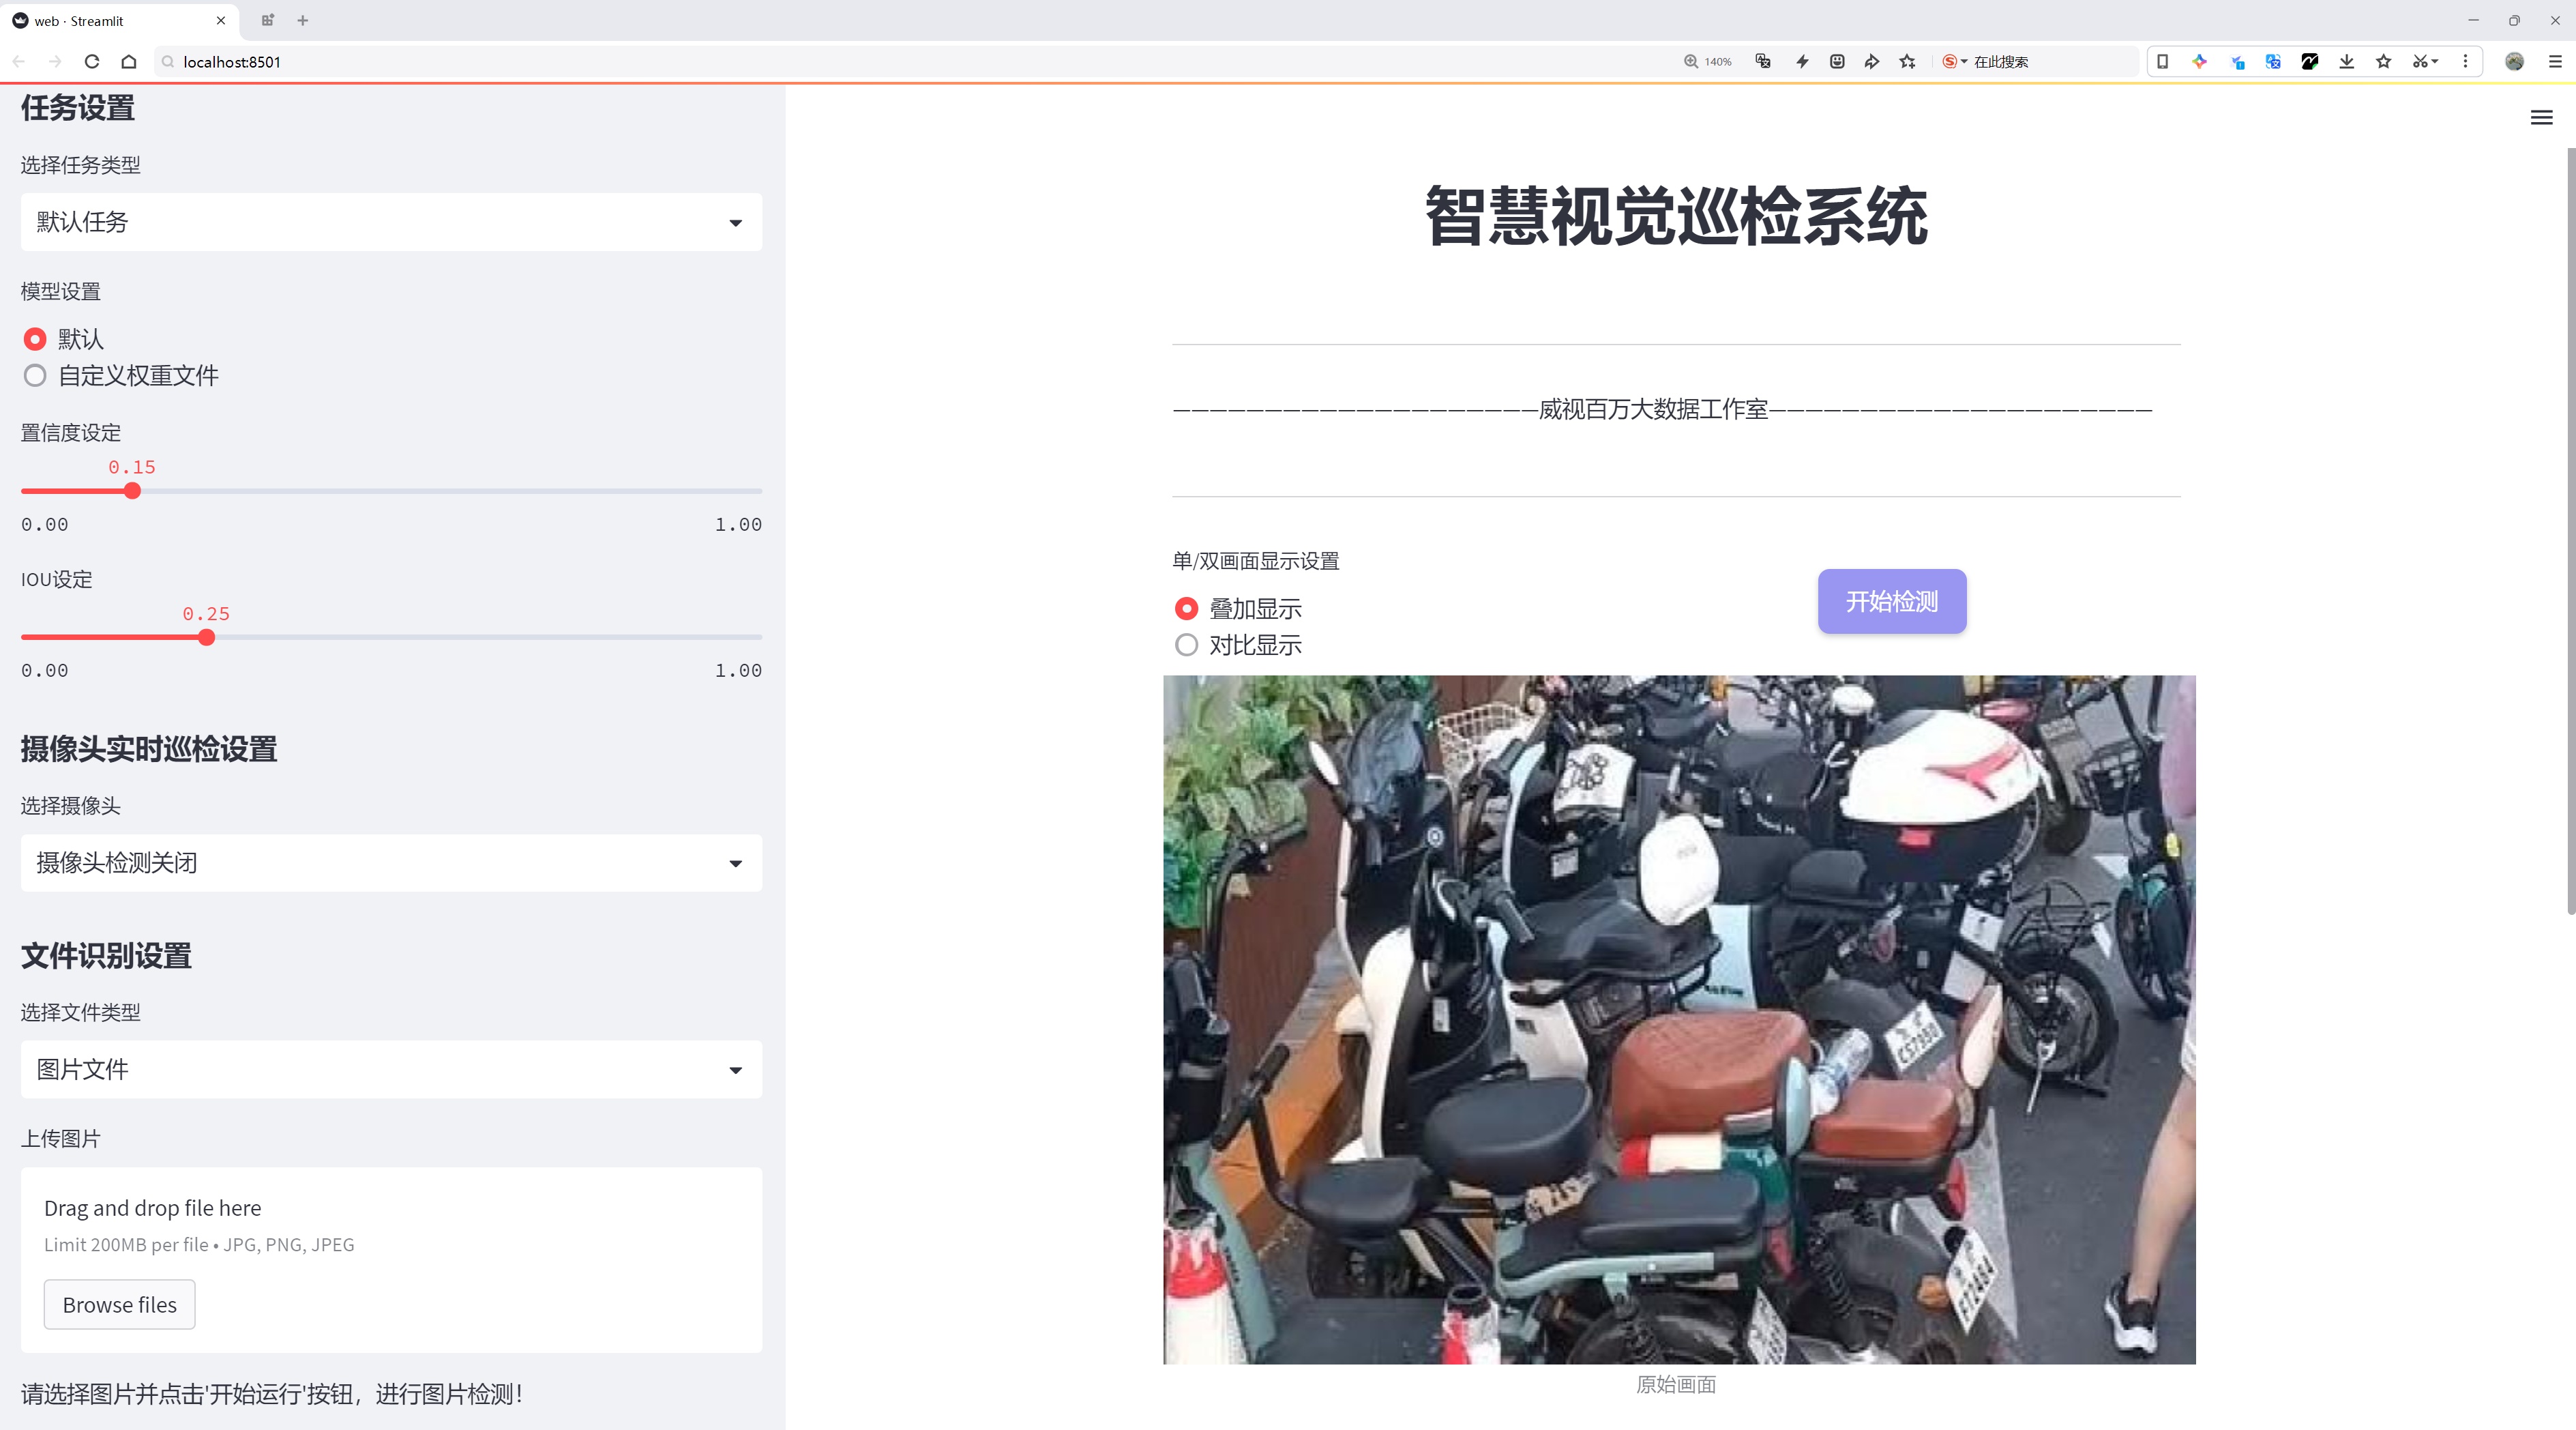 web · Streamlit
localhost:8501
140%
在此搜索
任务设置
选择任务类型
默认任务
模型设置
默认
自定义权重文件
置信度设定
0.15
0.00
1.00
IOU设定
0.25
0.00
1.00
摄像头实时巡检设置
选择摄像头
摄像头检测关闭
文件识别设置
选择文件类型
图片文件
上传图片
Drag and drop file here
Limit 200MB per file • JPG, PNG, JPEG
Browse files
请选择图片并点击'开始运行'按钮，进行图片检测！
智慧视觉巡检系统
————————————————————威视百万大数据工作室—————————————————————
单/双画面显示设置
叠加显示
对比显示
开始检测
原始画面